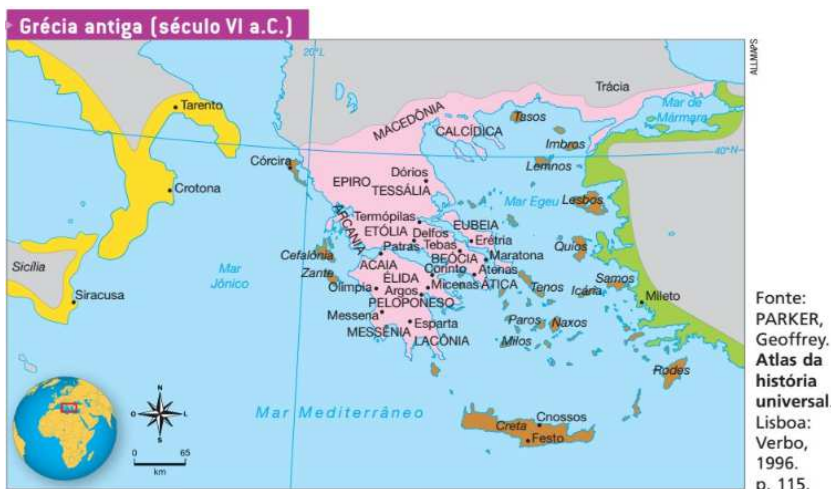 Grécia antiga (século VI a.C.)
ALLMAPS
20°L
Trácia
Mar de
Mármara
MACEDÔNIA
Tasos
CALCÍDICA
Imbros
40°N
Lemnos
Tarento
Córcira
Dórios
EPIRO
TESSÁLIA
Crotona
Mar Egeu
Lesbos
ARCANIA
Termópilas
EUBEIA
ETÓLIA
Delfos
Erétria
Quios
Cefalônia
Patras
Tebas
BEÓCIA
Maratona
ACAIA
Corinto
Atenas
Samos
Zante
ÉLIDA
Sicília
Mar
Jônico
Olímpia
Micenas
ÁTICA
Tenos
Icária
Argos
Mileto
Siracusa
PELOPONESO
Messena
Esparta
Paros
Naxos
MESSÊNIA
LACÔNIA
Milos
Rodes
Mar Mediterrâneo
Cnossos
Creta
Festo
N
O
L
S
0 65
km
Fonte:
PARKER,
Geoffrey.
Atlas da
história
universal.
Lisboa:
Verbo,
1996.
p. 115.